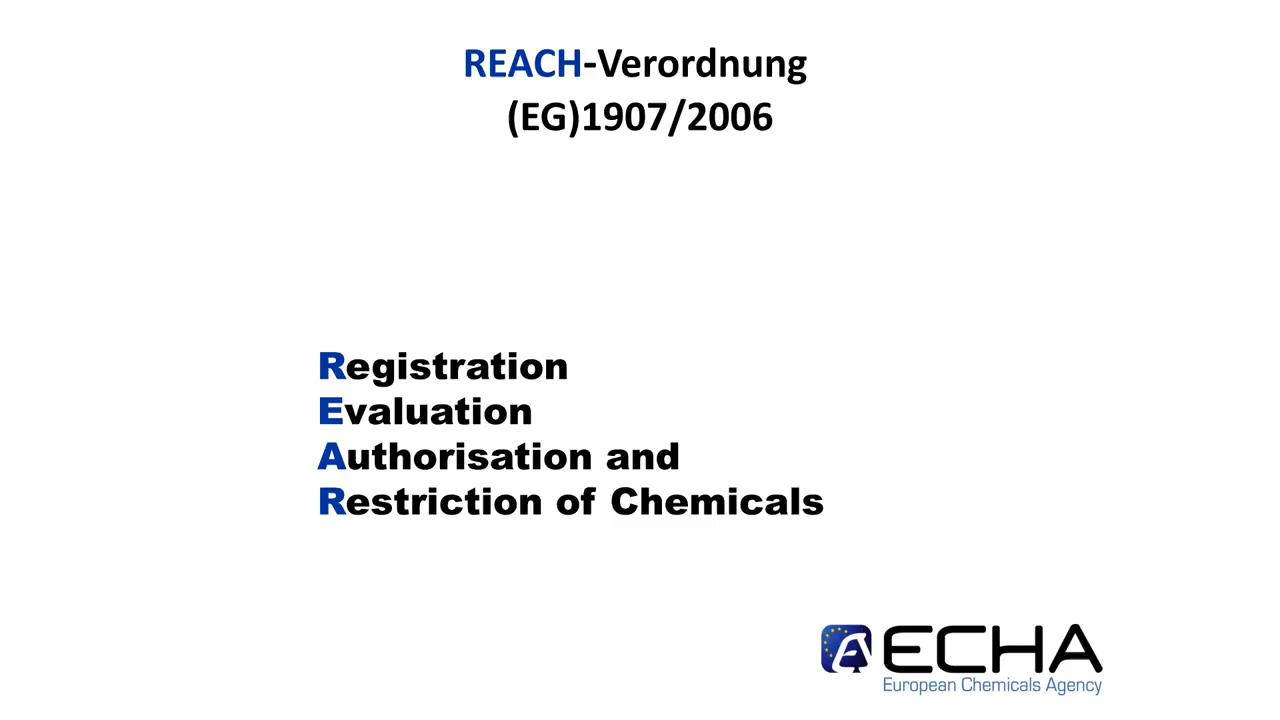 REACH-Verordnung
(EG)1907/2006
Registration
Evaluation
Authorisation and
Restriction of Chemicals
ECHA
European Chemicals Agency